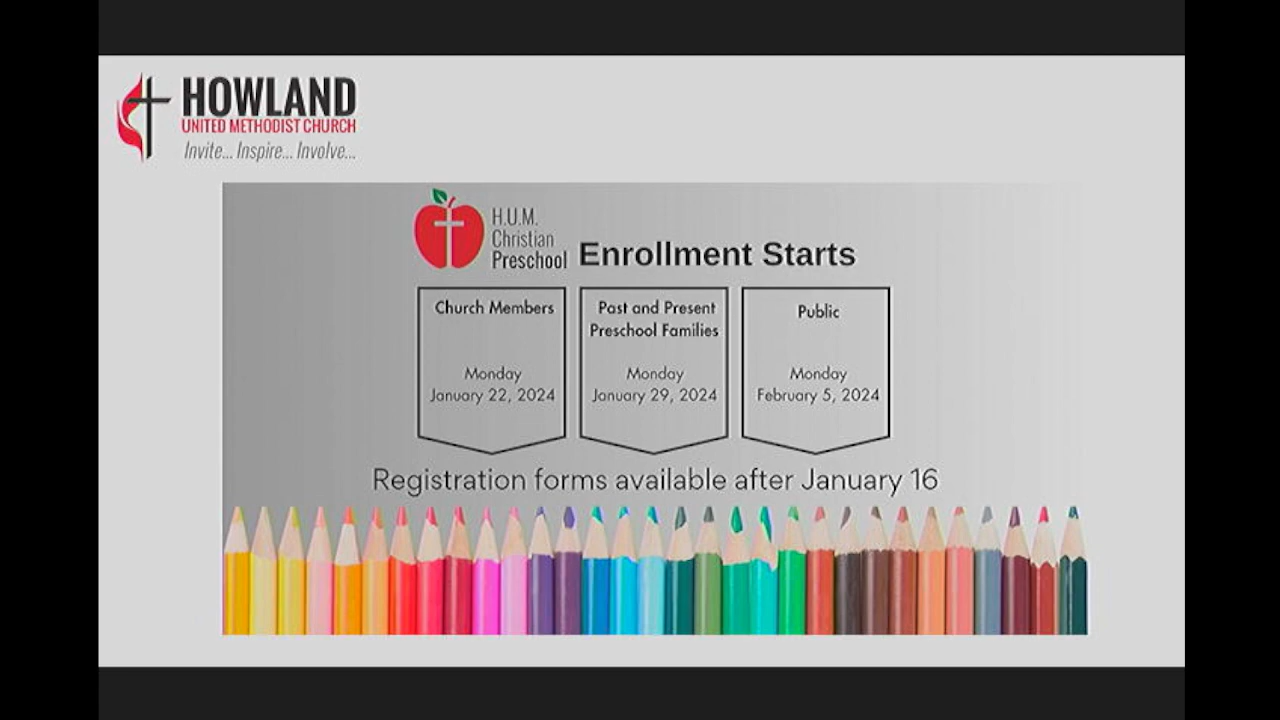 HOWLAND
UNITED METHODIST CHURCH
Invite... Inspire... Involve...
H.U.M.
Christian
Preschool
Enrollment Starts
Church Members
Monday
January 22, 2024
Past and Present
Preschool Families
Monday
January 29, 2024
Public
Monday
February 5, 2024
Registration forms available after January 16